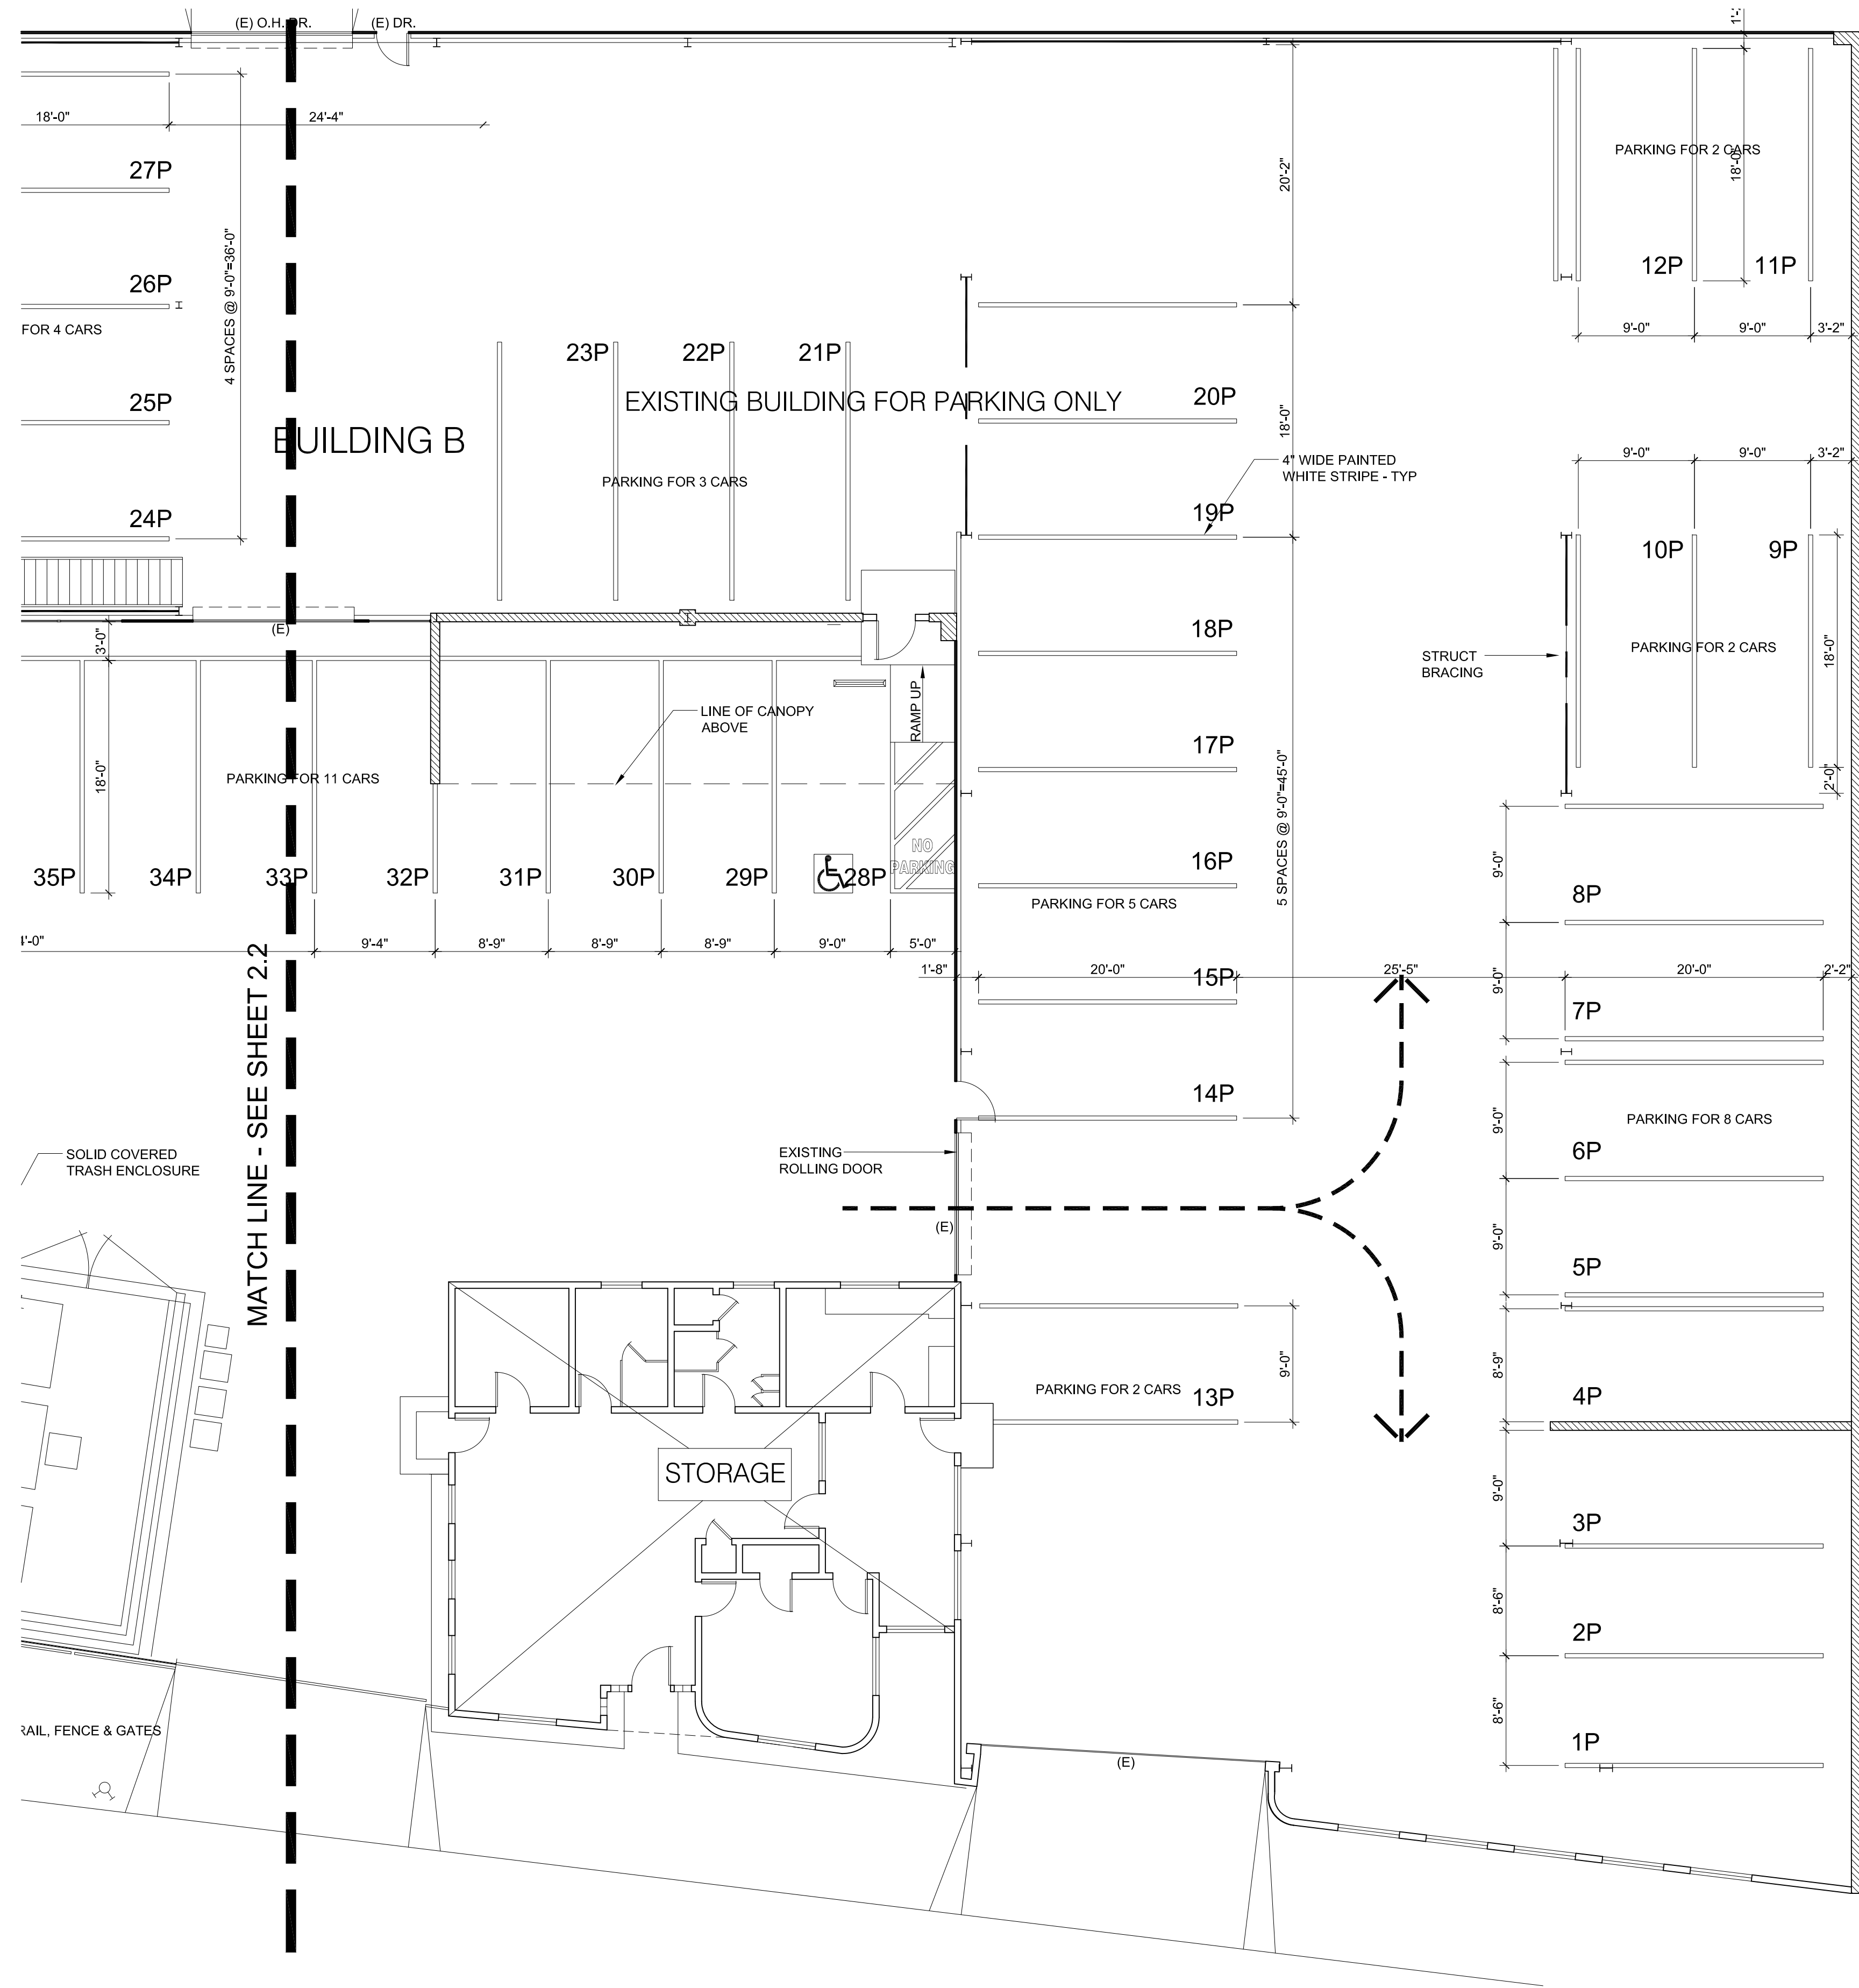 (E) O.H. DR.
(E) DR.
18'-0"
24'-4"
27P
26P
FOR 4 CARS
25P
24P
4 SPACES @ 9'-0"=36'-0"
BUILDING B
23P
22P
21P
EXISTING BUILDING FOR PARKING ONLY
PARKING FOR 3 CARS
20'-2"
18'-0"
20P
4" WIDE PAINTED
WHITE STRIPE - TYP
19P
18P
17P
16P
PARKING FOR 5 CARS
15P
14P
5 SPACES @ 9'-0"=45'-0"
PARKING FOR 2 CARS
18'-0"
12P
11P
9'-0"
9'-0"
3'-2"
9'-0"
9'-0"
3'-2"
10P
9P
STRUCT
BRACING
PARKING FOR 2 CARS
18'-0"
2'-0"
(E)
3'-0"
18'-0"
PARKING FOR 11 CARS
LINE OF CANOPY
ABOVE
RAMP UP
NO
PARKING
35P
34P
33P
32P
31P
30P
29P
28P
9'-4"
8'-9"
8'-9"
8'-9"
9'-0"
5'-0"
1'-8"
20'-0"
25'-5"
20'-0"
2'-2"
9'-0"
8P
9'-0"
7P
9'-0"
PARKING FOR 8 CARS
6P
9'-0"
5P
8'-9"
4P
9'-0"
3P
8'-6"
2P
8'-6"
1P
MATCH LINE - SEE SHEET 2.2
SOLID COVERED
TRASH ENCLOSURE
EXISTING
ROLLING DOOR
(E)
9'-0"
PARKING FOR 2 CARS
13P
STORAGE
RAIL, FENCE & GATES
(E)